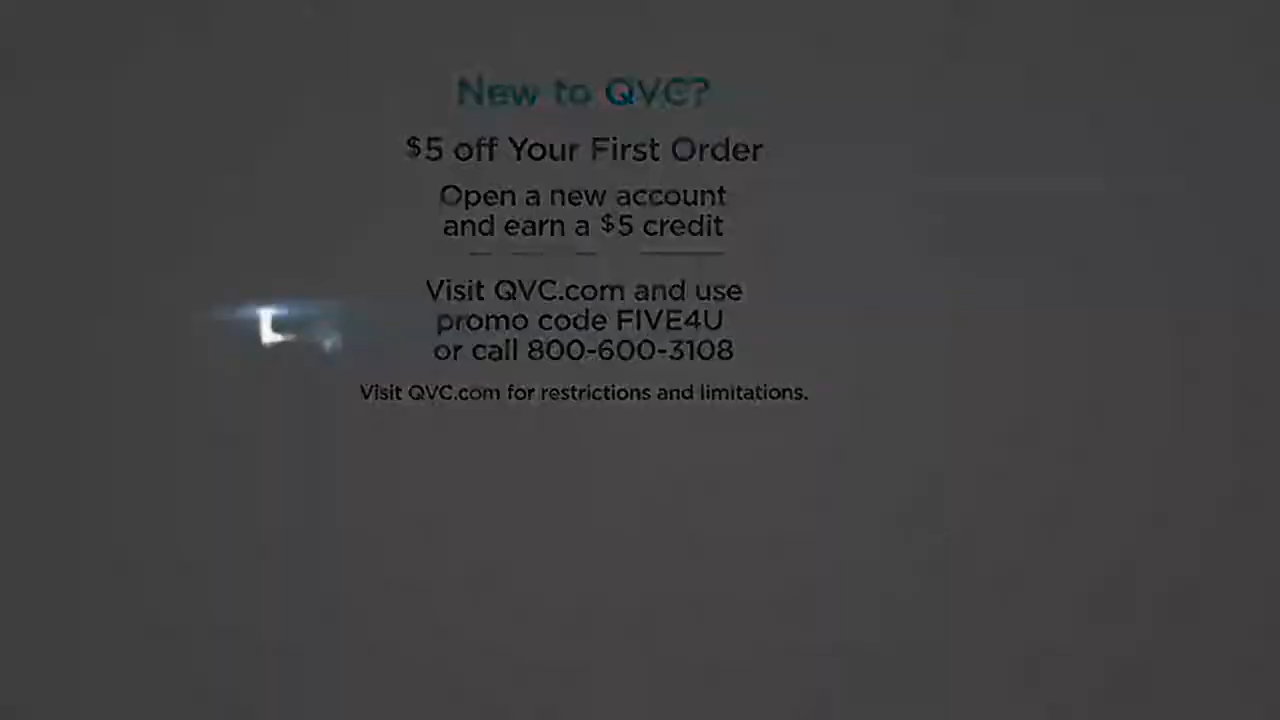 New to QVC?
$5 off Your First Order
Open a new account
and earn a $5 credit
Visit QVC.com and use
promo code FIVE4U
or call 800-600-3108
Visit QVC.com for restrictions and limitations.